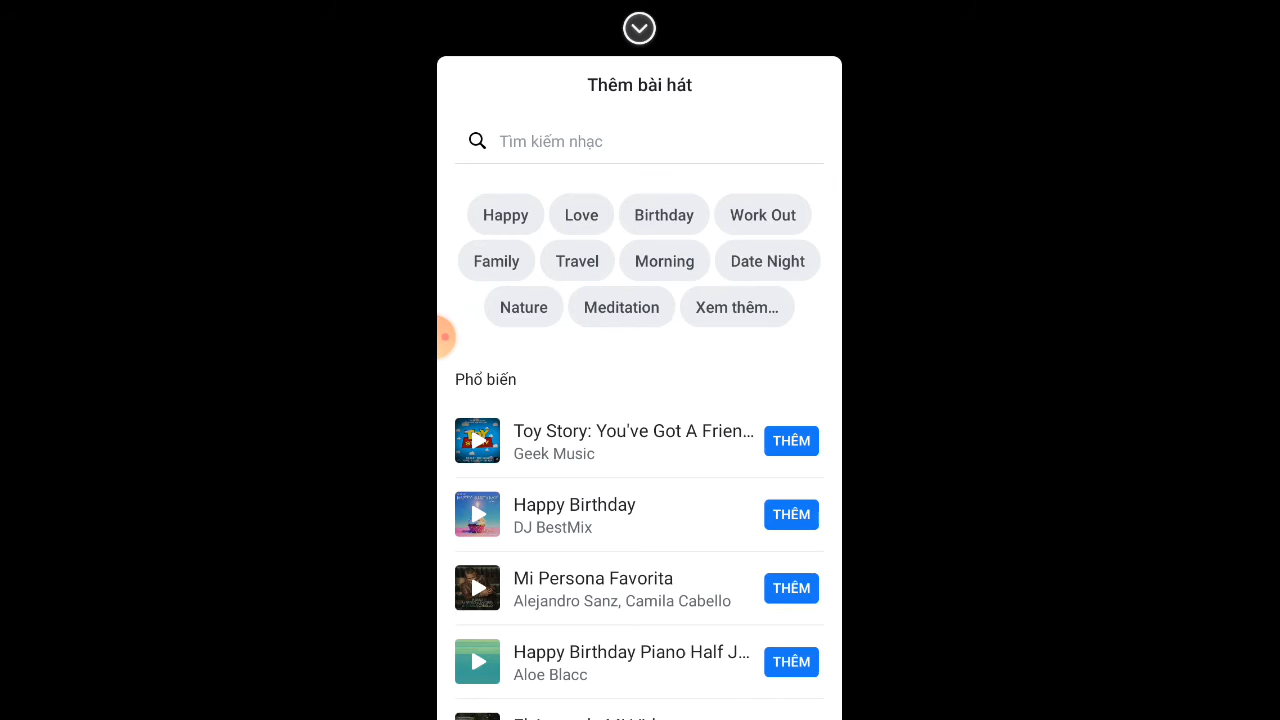 Thêm bài hát
Tìm kiếm nhạc
Happy Love Birthday Work Out
Family Travel Morning Date Night
Nature Meditation Xem thêm...
Phổ biến
Toy Story: You've Got A Frien...
Geek Music
THÊM
Happy Birthday
DJ BestMix
THÊM
Mi Persona Favorita
Alejandro Sanz, Camila Cabello
THÊM
Happy Birthday Piano Half J...
Aloe Blacc
THÊM